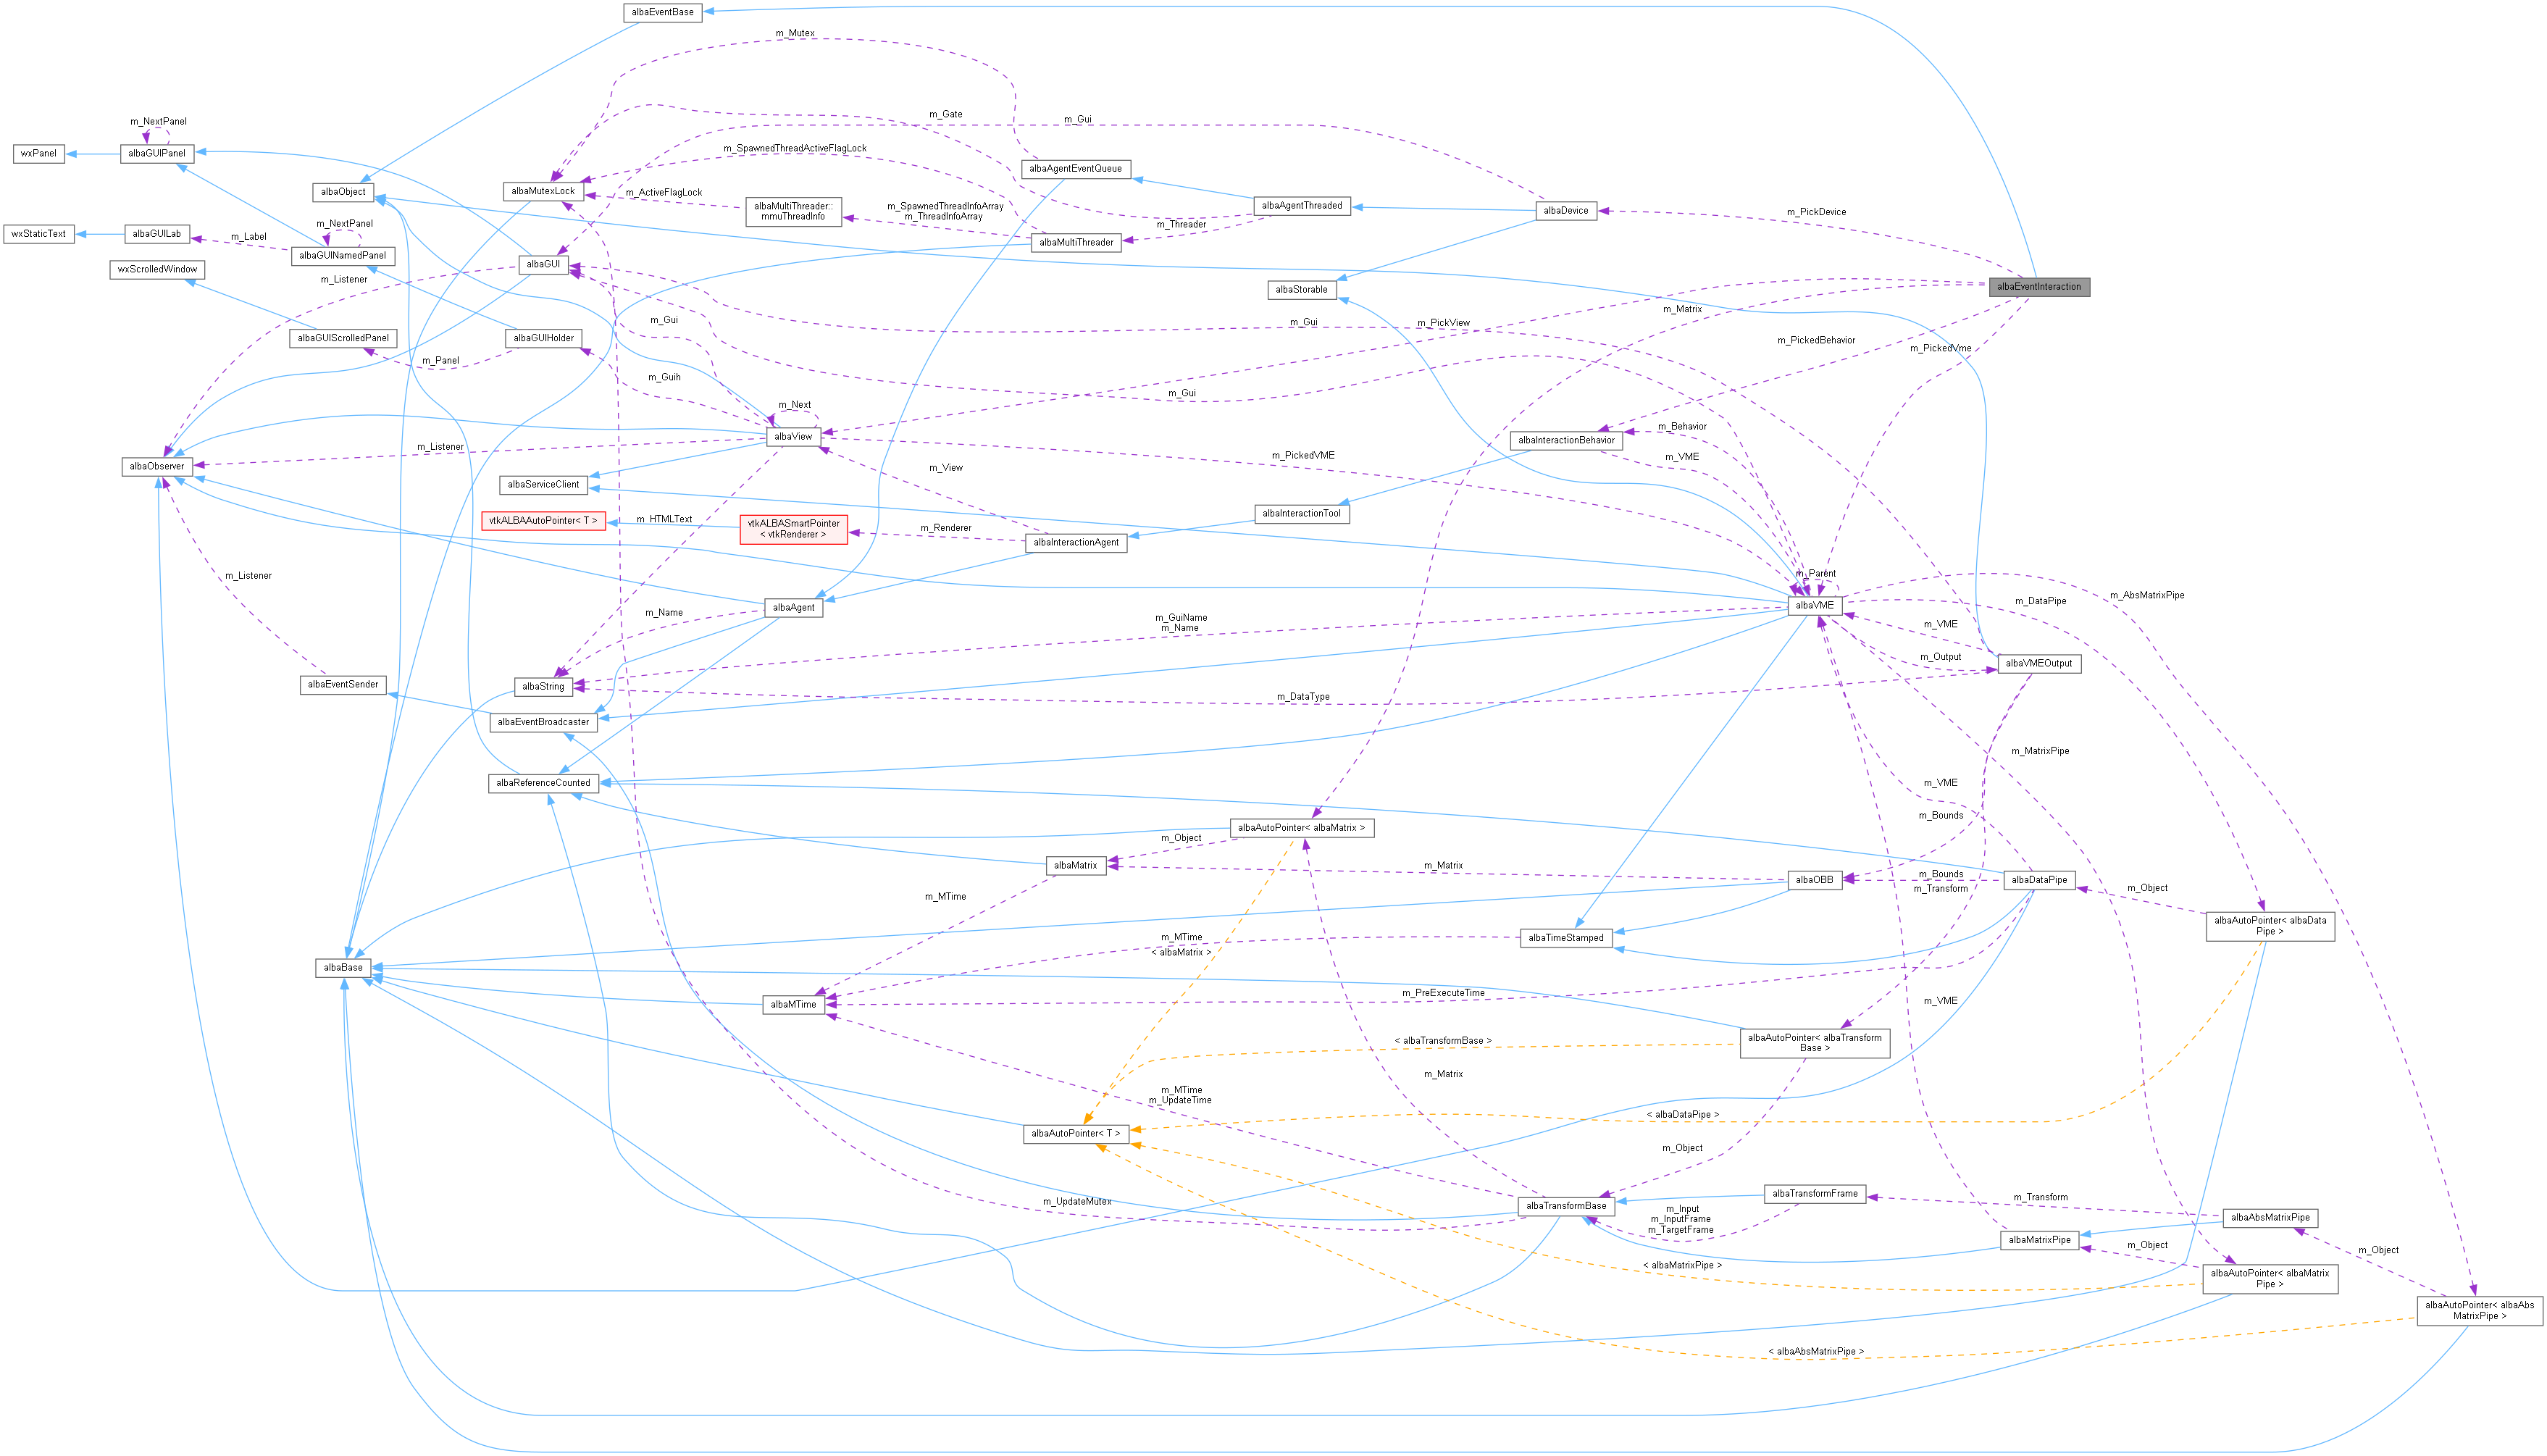 albaEventBase
m_Mutex
m_NextPanel
m_Gate
m_Gui
wxPanel
albaGUIPanel
m_SpawnedThreadActiveFlagLock
albaAgentEventQueue
albaObject
albaMutexLock
m_ActiveFlagLock
albaMultiThreader::
mmuThreadInfo
m_SpawnedThreadInfoArray
m_ThreadInfoArray
albaAgentThreaded
albaDevice
m_PickDevice
wxStaticText
albaGUILab
m_Label
m_NextPanel
albaGUINamedPanel
m_Threader
albaMultiThreader
wxScrolledWindow
m_Listener
albaGUI
albaStorable
albaEventInteraction
m_Gui
m_Gui
m_PickView
m_Matrix
albaGUIScrolledPanel
albaGUIHolder
m_Panel
m_PickedBehavior
m_PickedVme
m_Guih
m_Gui
m_Next
albaView
m_Behavior
albaInteractionBehavior
m_Listener
m_PickedVME
m_VME
albaObserver
m_View
albaServiceClient
albaInteractionTool
vtkALBAAutoPointer< T >
m_HTMLText
vtkALBASmartPointer
< vtkRenderer >
m_Renderer
albaInteractionAgent
m_Listener
m_Parent
m_AbsMatrixPipe
m_DataPipe
albaAgent
albaVME
m_Name
m_GuiName
m_Name
m_VME
m_Output
albaVMEOutput
albaEventSender
albaString
m_DataType
albaEventBroadcaster
m_MatrixPipe
albaReferenceCounted
m_VME
m_Bounds
albaAutoPointer< albaMatrix >
m_Object
albaMatrix
m_Matrix
albaOBB
m_Bounds
m_Transform
albaDataPipe
m_Object
m_MTime
albaAutoPointer< albaData
Pipe >
m_MTime
< albaMatrix >
albaTimeStamped
albaBase
m_PreExecuteTime
albaMTime
m_VME
< albaTransformBase >
albaAutoPointer< albaTransform
Base >
m_Matrix
m_MTime
m_UpdateTime
< albaDataPipe >
albaAutoPointer< T >
m_Object
m_UpdateMutex
albaTransformBase
albaTransformFrame
m_Transform
m_Input
m_InputFrame
m_TargetFrame
albaAbsMatrixPipe
albaMatrixPipe
m_Object
m_Object
< albaMatrixPipe >
albaAutoPointer< albaMatrix
Pipe >
albaAutoPointer< albaAbs
MatrixPipe >
< albaAbsMatrixPipe >